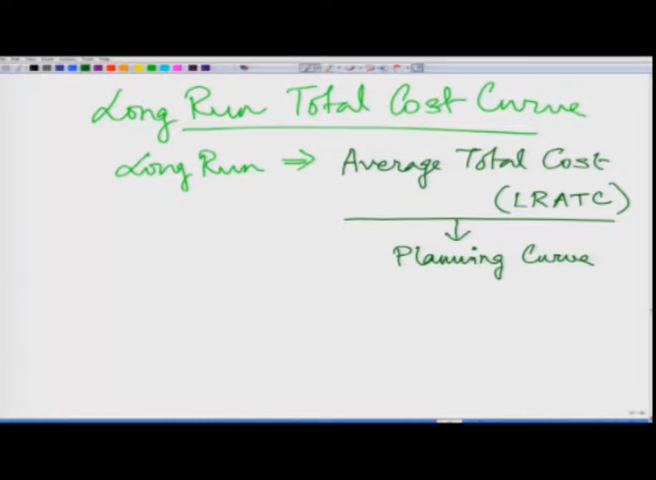 Long Run Total Cost Curve
Long Run ⇒ Average Total Cost
(LRATC)
↓
Planning Curve